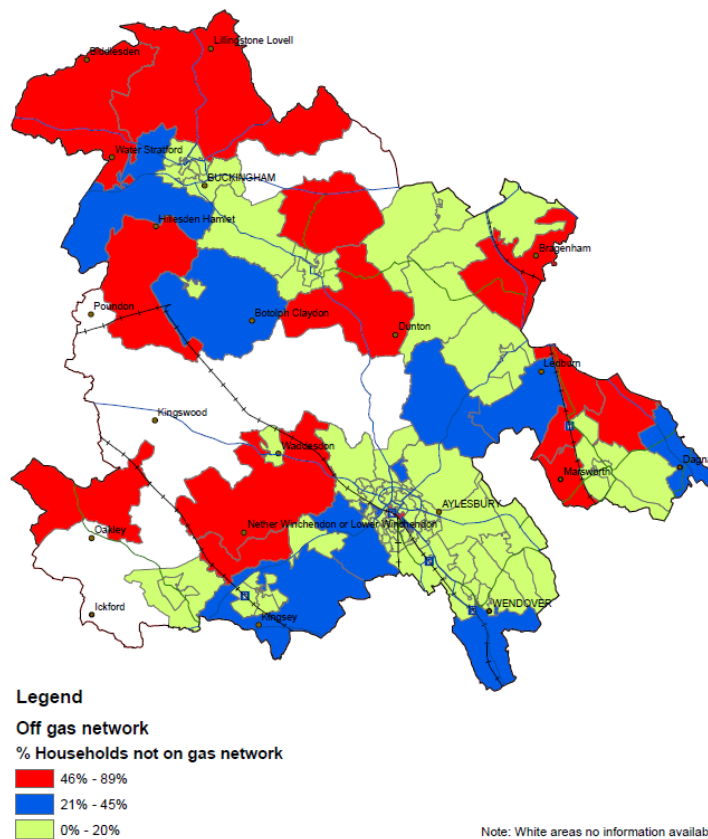 Lillingstone Lovell
Biddlesden
Water Stratford
BUCKINGHAM
Hillesden Hamlet
Bragenham
Poundon
Botolph Claydon
Dunton
Ledburn
Kingswood
Waddesdon
Dagna
Marsworth
AYLESBURY
Nether Winchendon or Lower Winchendon
Oakley
WENDOVER
Ickford
Kingsey
Legend
Off gas network
% Households not on gas network
46% - 89%
21% - 45%
0% - 20%
Note: White areas no information availab